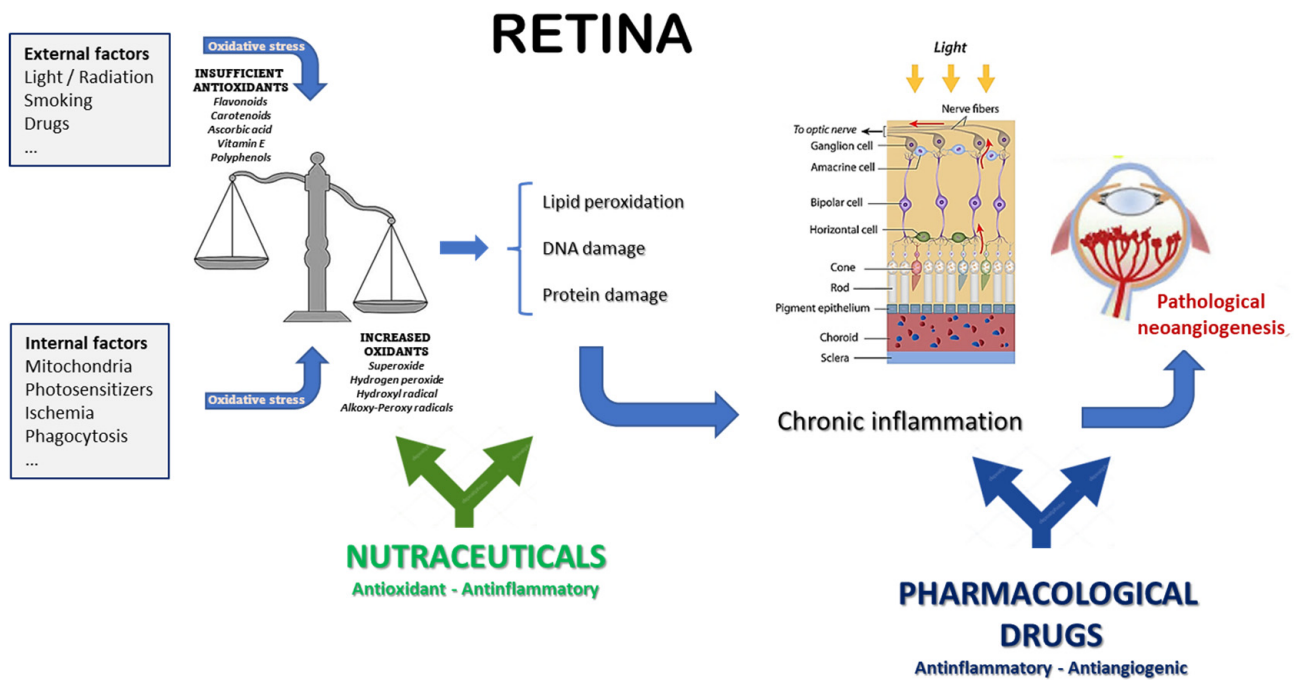 RETINA
External factors
Light / Radiation
Smoking
Drugs
...
Oxidative stress
INSUFFICIENT
ANTIOXIDANTS
Flavonoids
Carotenoids
Ascorbic acid
Vitamin E
Polyphenols
Internal factors
Mitochondria
Photosensitizers
Ischemia
Phagocytosis
...
Oxidative stress
INCREASED
OXIDANTS
Superoxide
Hydrogen peroxide
Hydroxyl radical
Alkoxy-Peroxy radicals
Lipid peroxidation
DNA damage
Protein damage
Light
Nerve fibers
To optic nerve
Ganglion cell
Amacrine cell
Bipolar cell
Horizontal cell
Cone
Rod
Pigment epithelium
Choroid
Sclera
Pathological
neoangiogenesis
Chronic inflammation
NUTRACEUTICALS
Antioxidant - Antinflammatory
PHARMACOLOGICAL
DRUGS
Antinflammatory - Antiangiogenic